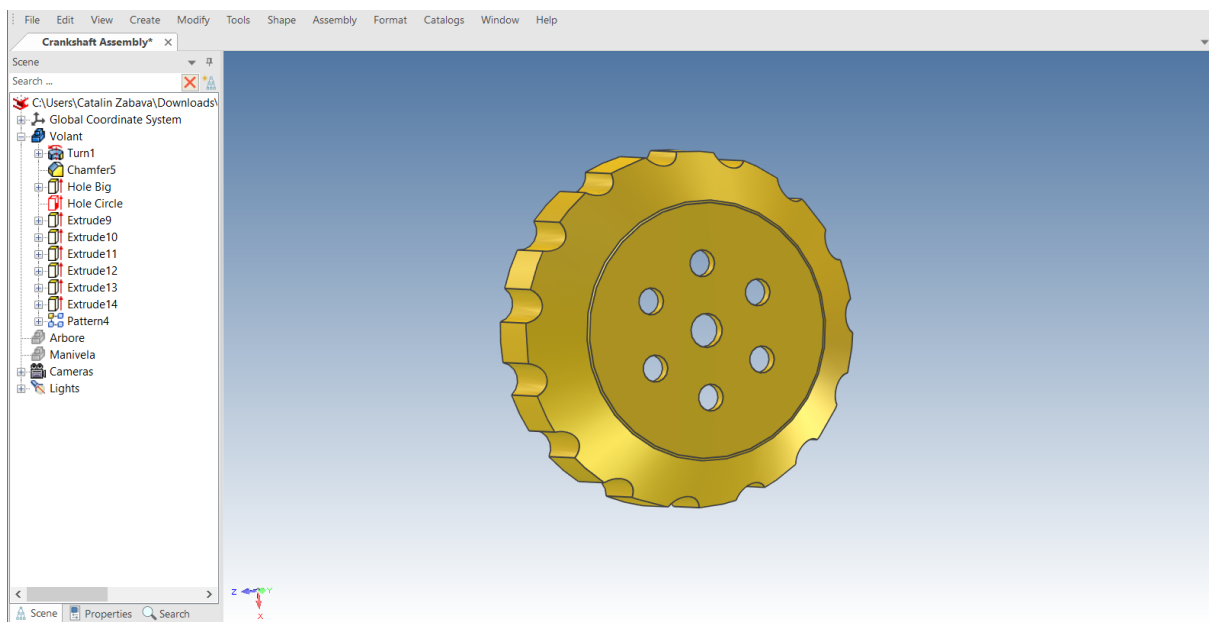 File Edit View Create Modify Tools Shape Assembly Format Catalogs Window Help
Crankshaft Assembly*
Scene
Search ...
C:\Users\Catalin Zabava\Downloads\
Global Coordinate System
Volant
Turn1
Chamfer5
Hole Big
Hole Circle
Extrude9
Extrude10
Extrude11
Extrude12
Extrude13
Extrude14
Pattern4
Arbore
Manivela
Cameras
Lights
Z Y
X
Scene Properties Search